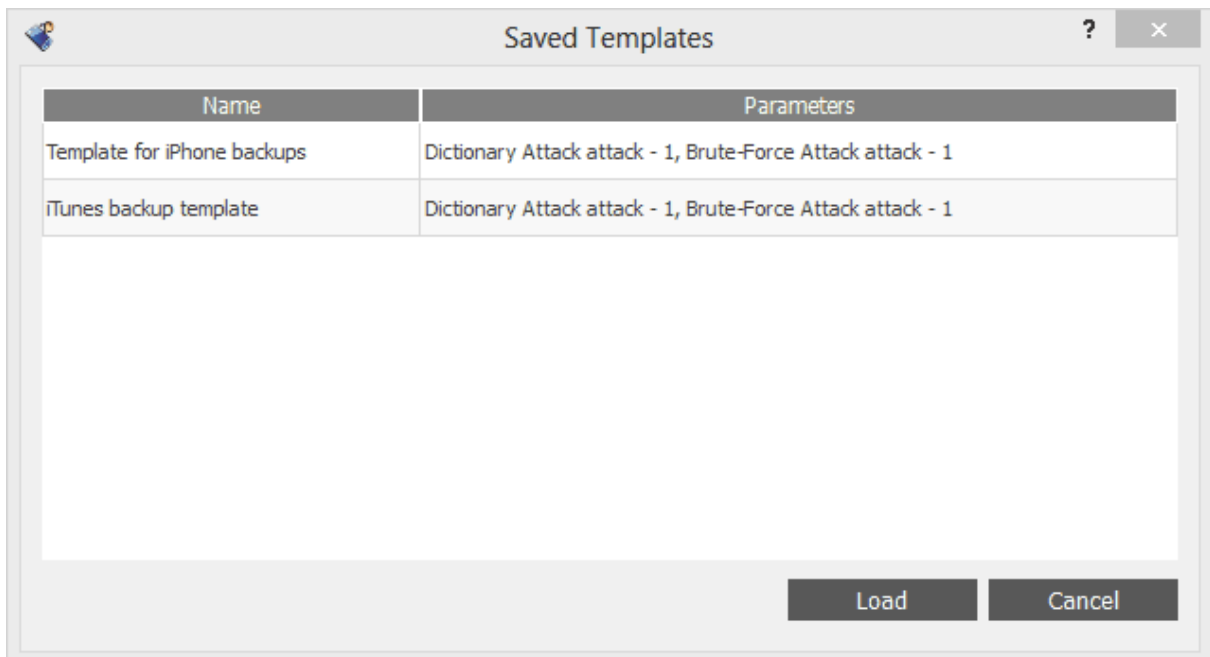 Saved Templates
?
×
Name Parameters
Template for iPhone backups Dictionary Attack attack - 1, Brute-Force Attack attack - 1
iTunes backup template Dictionary Attack attack - 1, Brute-Force Attack attack - 1
Load Cancel